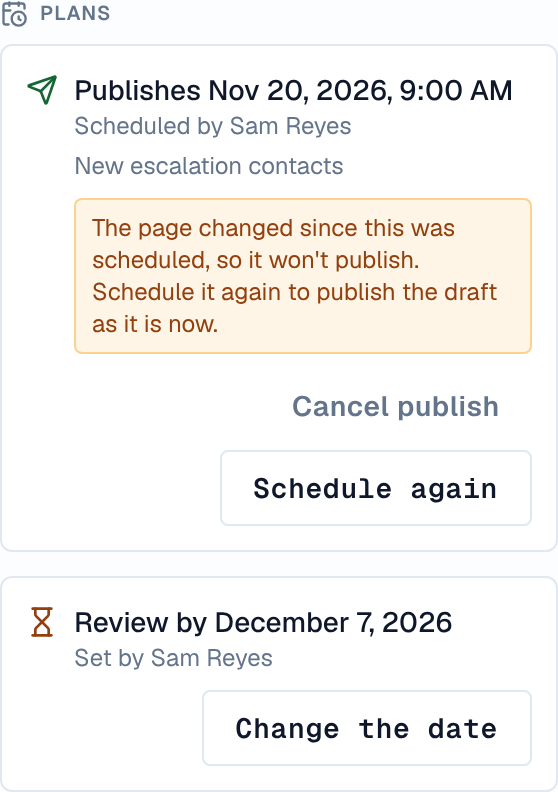 PLANS
Publishes Nov 20, 2026, 9:00 AM
Scheduled by Sam Reyes
New escalation contacts
The page changed since this was
scheduled, so it won't publish.
Schedule it again to publish the draft
as it is now.
Cancel publish
Schedule again
Review by December 7, 2026
Set by Sam Reyes
Change the date